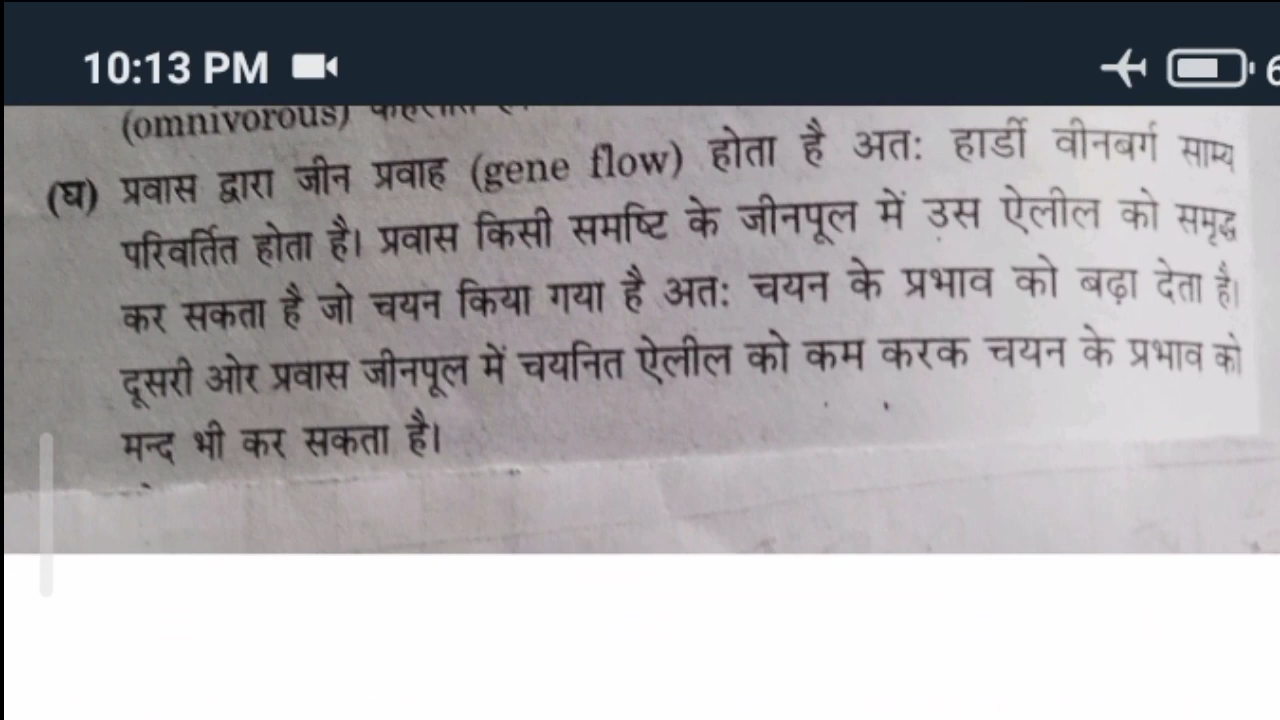 10:13 PM
6
(omnivorous)
(घ) प्रवास द्वारा जीन प्रवाह (gene flow) होता है अतः हार्डी वीनबर्ग साम्य
परिवर्तित होता है। प्रवास किसी समष्टि के जीनपूल में उस ऐलील को समृद्ध
कर सकता है जो चयन किया गया है अतः चयन के प्रभाव को बढ़ा देता है।
दूसरी ओर प्रवास जीनपूल में चयनित ऐलील को कम करक चयन के प्रभाव को
मन्द भी कर सकता है।